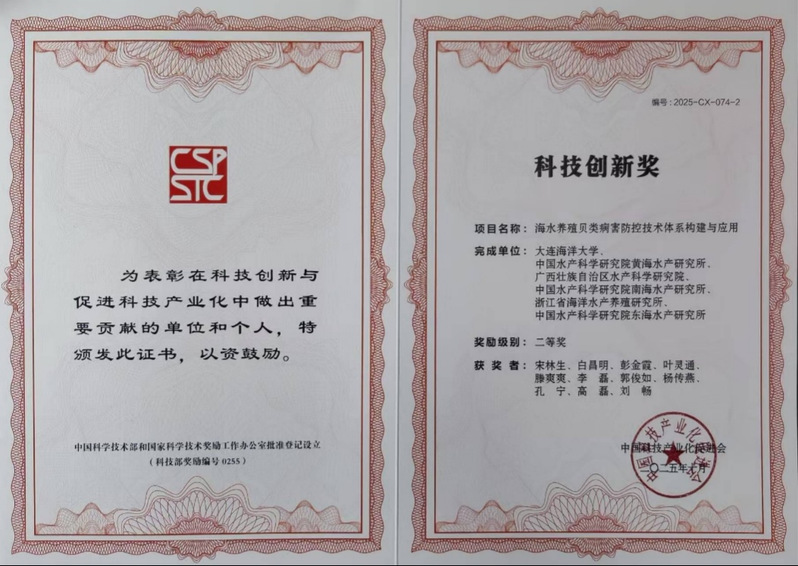 CSP
STC
为表彰在科技创新与
促进科技产业化中做出重
要贡献的单位和个人，特
颁发此证书，以资鼓励。
中国科学技术部和国家科学技术奖励工作办公室批准登记设立
（科技部奖励编号 0255）
编号：2025-CX-074-2
科技创新奖
项目名称：海水养殖贝类病害防控技术体系构建与应用
完成单位：大连海洋大学、
中国水产科学研究院黄海水产研究所、
广西壮族自治区水产科学研究院、
中国水产科学研究院南海水产研究所、
浙江省海洋水产养殖研究所、
中国水产科学研究院东海水产研究所
奖励级别：二等奖
获奖者：宋林生、白昌明、彭金霞、叶灵通、
滕爽爽、李磊、郭俊如、杨传燕、
孔宁、高磊、刘畅
中国科技产业化促进会
二〇二五年七月